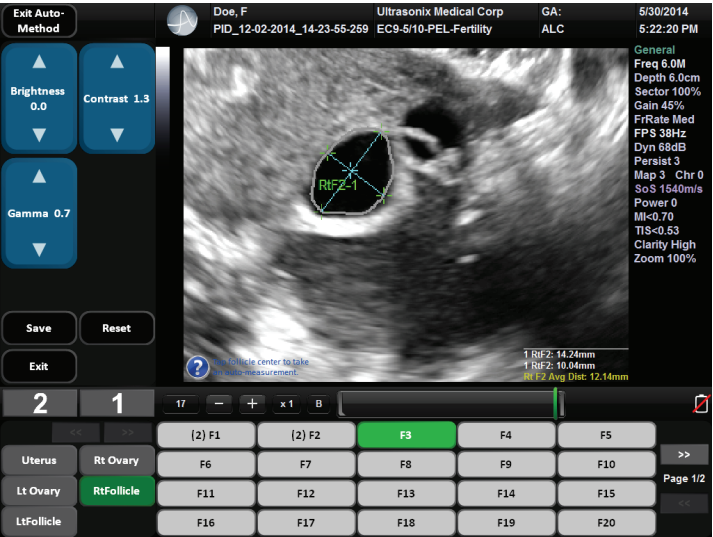 Exit Auto-
Method
Doe, F
Ultrasonix Medical Corp
GA:
5/30/2014
PID_12-02-2014_14-23-55-259
EC9-5/10-PEL-Fertility
ALC
5:22:20 PM
Brightness
0.0
Contrast 1.3
Gamma 0.7
Save
Reset
Exit
General
Freq 6.0M
Depth 6.0cm
Sector 100%
Gain 45%
FrRate Med
FPS 38Hz
Dyn 68dB
Persist 3
Map 3 Chr 0
SoS 1540m/s
Power 0
MI<0.70
TIS<0.53
Clarity High
Zoom 100%
RtF2-1
?
follicle center to take
auto-measurement.
1 RtF2: 14.24mm
1 RtF2: 10.04mm
Rt F2 Avg Dist: 12.14mm
2
1
17
−
+
x 1
B
<<
>>
Uterus
Rt Ovary
Lt Ovary
RtFollicle
LtFollicle
(2) F1
(2) F2
F3
F4
F5
F6
F7
F8
F9
F10
F11
F12
F13
F14
F15
F16
F17
F18
F19
F20
>>
Page 1/2
<<